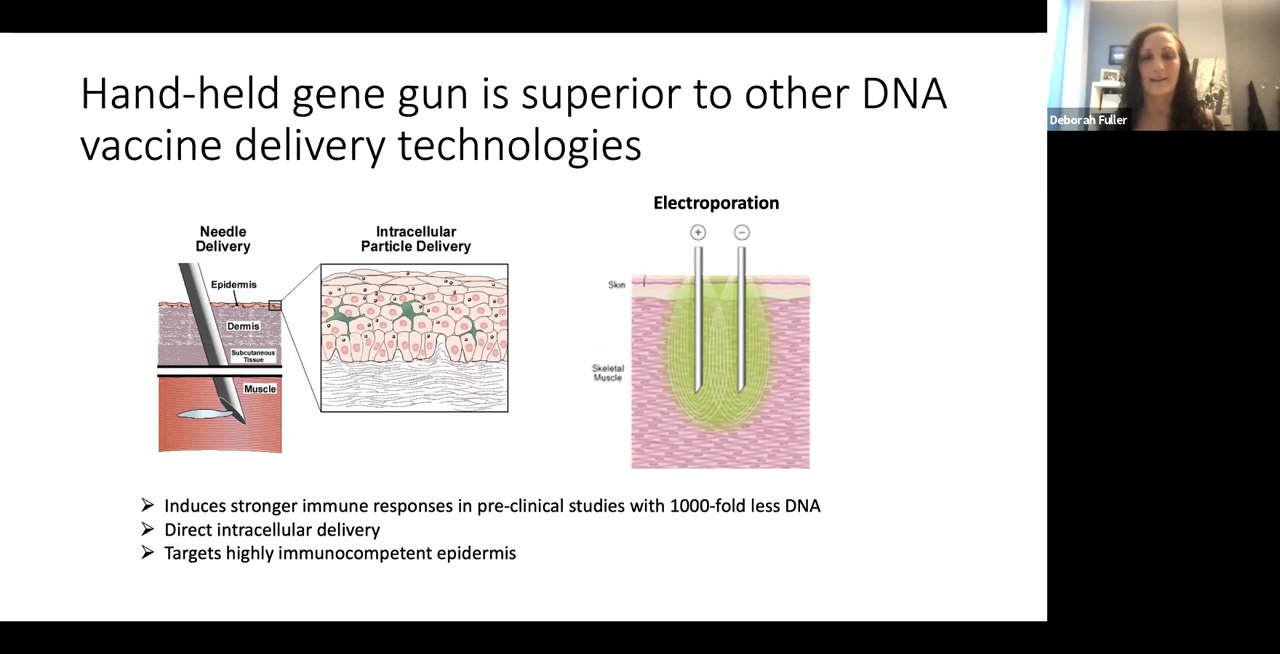 Hand-held gene gun is superior to other DNA
vaccine delivery technologies
Deborah Fuller
Electroporation
Needle
Delivery
Intracellular
Particle Delivery
+
−
Epidermis
Dermis
Subcutaneous
Tissue
Muscle
Skin
Skeletal
Muscle
➢ Induces stronger immune responses in pre-clinical studies with 1000-fold less DNA
➢ Direct intracellular delivery
➢ Targets highly immunocompetent epidermis